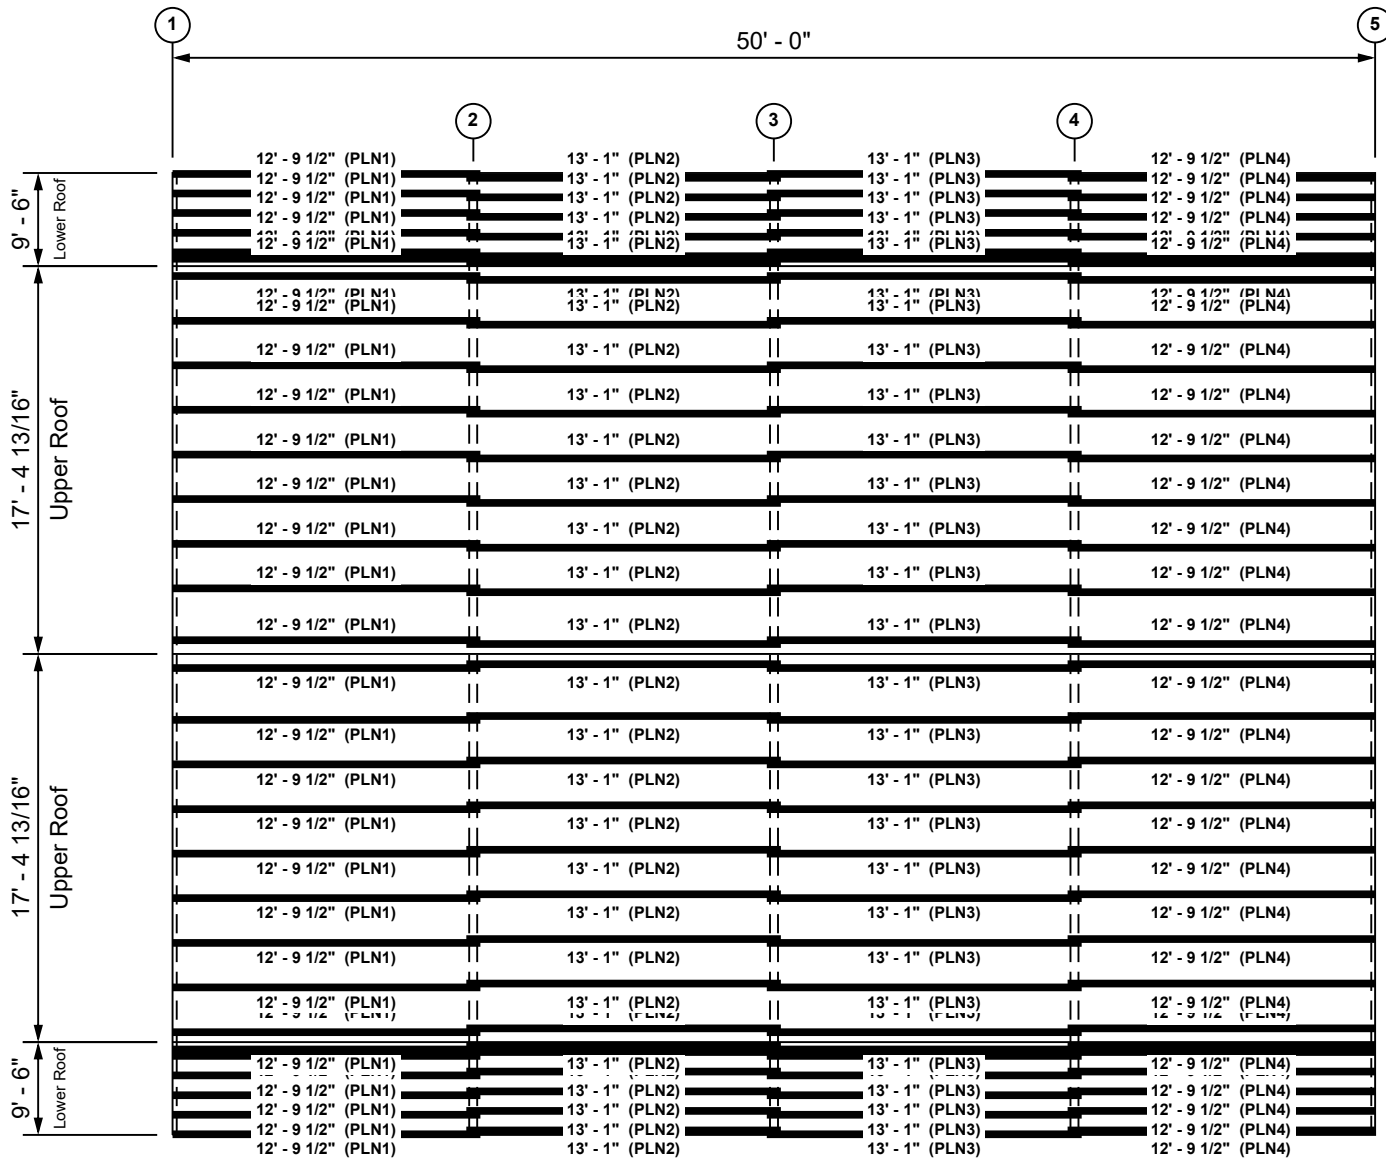 1
5
50' - 0"
2
3
4
12' - 9 1/2" (PLN1) 13' - 1" (PLN2) 13' - 1" (PLN3) 12' - 9 1/2" (PLN4)
12' - 9 1/2" (PLN1) 13' - 1" (PLN2) 13' - 1" (PLN3) 12' - 9 1/2" (PLN4)
12' - 9 1/2" (PLN1) 13' - 1" (PLN2) 13' - 1" (PLN3) 12' - 9 1/2" (PLN4)
12' - 9 1/2" (PLN1) 13' - 1" (PLN2) 13' - 1" (PLN3) 12' - 9 1/2" (PLN4)
12' - 9 1/2" (PLN1) 13' - 1" (PLN2) 13' - 1" (PLN3) 12' - 9 1/2" (PLN4)
9' - 6"
Lower Roof
12' - 9 1/2" (PLN1) 13' - 1" (PLN2) 13' - 1" (PLN3) 12' - 9 1/2" (PLN4)
12' - 9 1/2" (PLN1) 13' - 1" (PLN2) 13' - 1" (PLN3) 12' - 9 1/2" (PLN4)
12' - 9 1/2" (PLN1) 13' - 1" (PLN2) 13' - 1" (PLN3) 12' - 9 1/2" (PLN4)
12' - 9 1/2" (PLN1) 13' - 1" (PLN2) 13' - 1" (PLN3) 12' - 9 1/2" (PLN4)
12' - 9 1/2" (PLN1) 13' - 1" (PLN2) 13' - 1" (PLN3) 12' - 9 1/2" (PLN4)
12' - 9 1/2" (PLN1) 13' - 1" (PLN2) 13' - 1" (PLN3) 12' - 9 1/2" (PLN4)
12' - 9 1/2" (PLN1) 13' - 1" (PLN2) 13' - 1" (PLN3) 12' - 9 1/2" (PLN4)
12' - 9 1/2" (PLN1) 13' - 1" (PLN2) 13' - 1" (PLN3) 12' - 9 1/2" (PLN4)
12' - 9 1/2" (PLN1) 13' - 1" (PLN2) 13' - 1" (PLN3) 12' - 9 1/2" (PLN4)
17' - 4 13/16"
Upper Roof
12' - 9 1/2" (PLN1) 13' - 1" (PLN2) 13' - 1" (PLN3) 12' - 9 1/2" (PLN4)
12' - 9 1/2" (PLN1) 13' - 1" (PLN2) 13' - 1" (PLN3) 12' - 9 1/2" (PLN4)
12' - 9 1/2" (PLN1) 13' - 1" (PLN2) 13' - 1" (PLN3) 12' - 9 1/2" (PLN4)
12' - 9 1/2" (PLN1) 13' - 1" (PLN2) 13' - 1" (PLN3) 12' - 9 1/2" (PLN4)
12' - 9 1/2" (PLN1) 13' - 1" (PLN2) 13' - 1" (PLN3) 12' - 9 1/2" (PLN4)
12' - 9 1/2" (PLN1) 13' - 1" (PLN2) 13' - 1" (PLN3) 12' - 9 1/2" (PLN4)
12' - 9 1/2" (PLN1) 13' - 1" (PLN2) 13' - 1" (PLN3) 12' - 9 1/2" (PLN4)
12' - 9 1/2" (PLN1) 13' - 1" (PLN2) 13' - 1" (PLN3) 12' - 9 1/2" (PLN4)
17' - 4 13/16"
Upper Roof
12' - 9 1/2" (PLN1) 13' - 1" (PLN2) 13' - 1" (PLN3) 12' - 9 1/2" (PLN4)
12' - 9 1/2" (PLN1) 13' - 1" (PLN2) 13' - 1" (PLN3) 12' - 9 1/2" (PLN4)
12' - 9 1/2" (PLN1) 13' - 1" (PLN2) 13' - 1" (PLN3) 12' - 9 1/2" (PLN4)
12' - 9 1/2" (PLN1) 13' - 1" (PLN2) 13' - 1" (PLN3) 12' - 9 1/2" (PLN4)
12' - 9 1/2" (PLN1) 13' - 1" (PLN2) 13' - 1" (PLN3) 12' - 9 1/2" (PLN4)
9' - 6"
Lower Roof